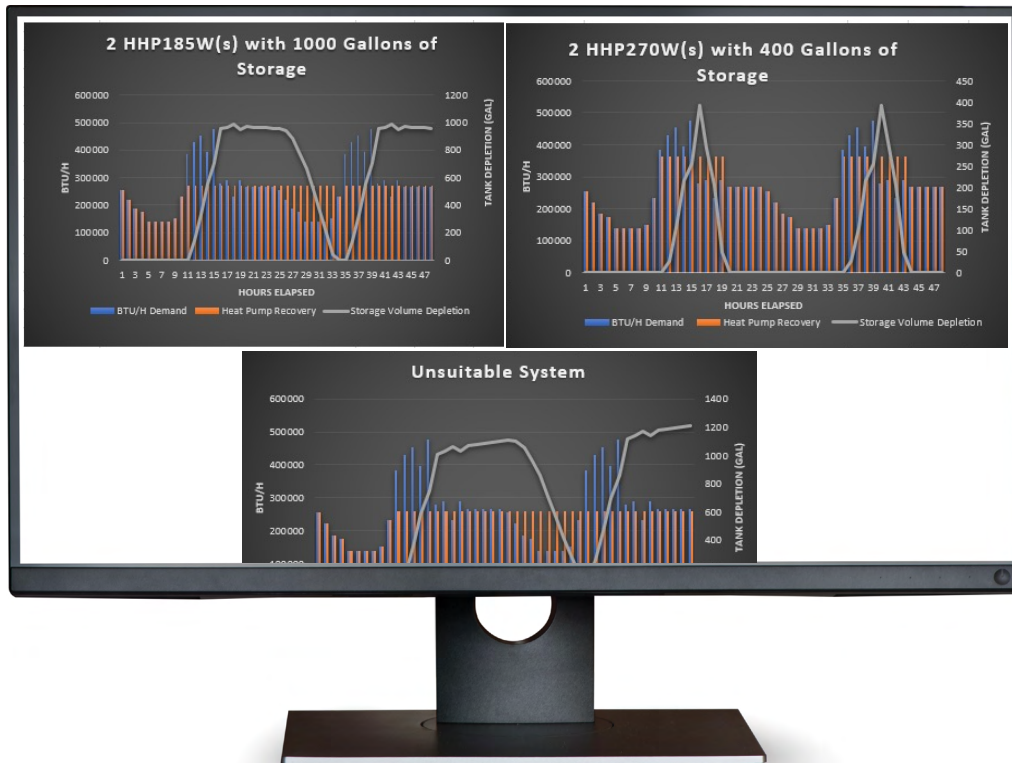 2 HHP185W(s) with 1000 Gallons of
Storage
600000
500000
400000
300000
200000
100000
0
BTU/H
1200
1000
800
600
400
200
0
TANK DEPLETION (GAL)
1 3 5 7 9 11 13 15 17 19 21 23 25 27 29 31 33 35 37 39 41 43 45 47
HOURS ELAPSED
BTU/H Demand Heat Pump Recovery Storage Volume Depletion
2 HHP270W(s) with 400 Gallons of
Storage
600000
500000
400000
300000
200000
100000
0
BTU/H
450
400
350
300
250
200
150
100
50
0
TANK DEPLETION (GAL)
1 3 5 7 9 11 13 15 17 19 21 23 25 27 29 31 33 35 37 39 41 43 45 47
HOURS ELAPSED
BTU/H Demand Heat Pump Recovery Storage Volume Depletion
Unsuitable System
600000
500000
400000
300000
200000
BTU/H
1400
1200
1000
800
600
400
TANK DEPLETION (GAL)